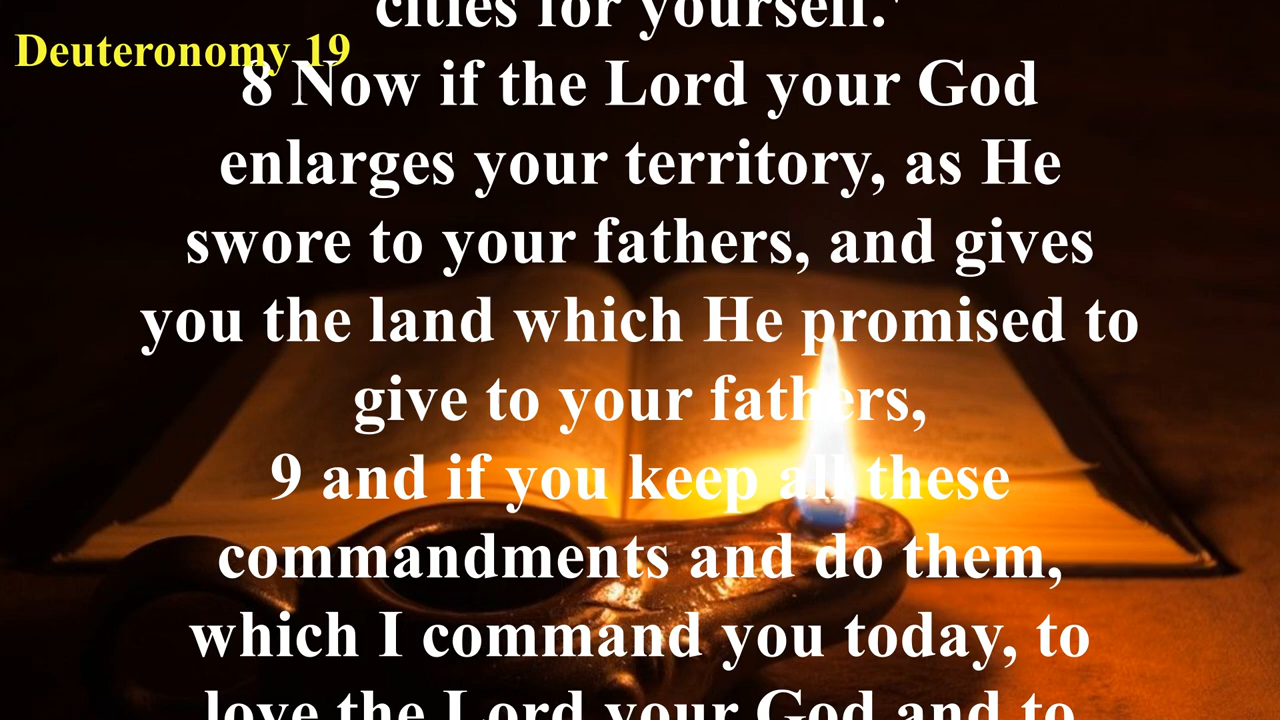 cities for yourself.'
Deuteronomy 19
8 Now if the Lord your God
enlarges your territory, as He
swore to your fathers, and gives
you the land which He promised to
give to your fathers,
9 and if you keep all these
commandments and do them,
which I command you today, to
love the Lord your God and to